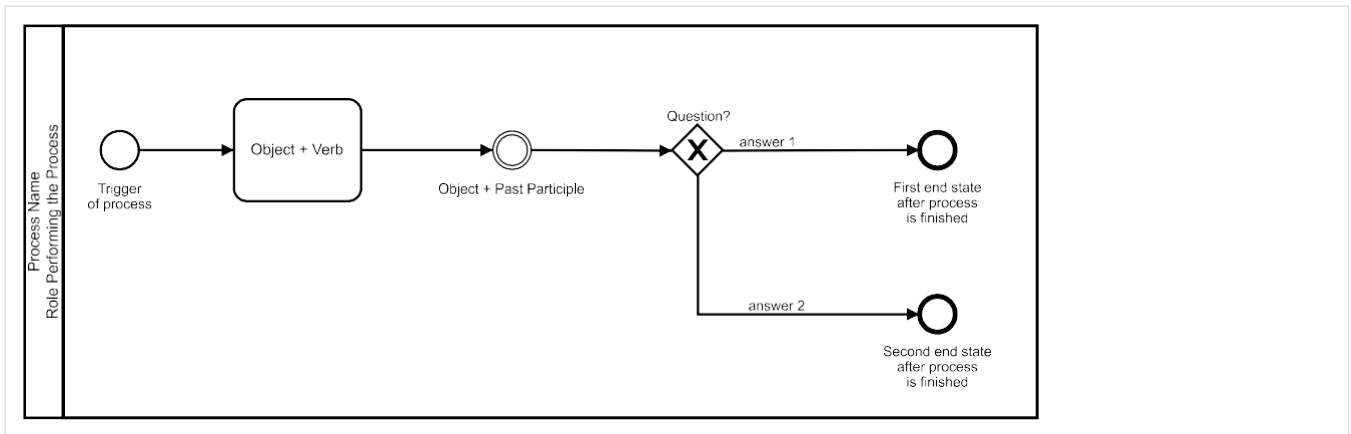 Process Name
Role Performing the Process
Trigger
of process
Object + Verb
Object + Past Participle
Question?
X
answer 1
First end state
after process
is finished
answer 2
Second end state
after process
is finished